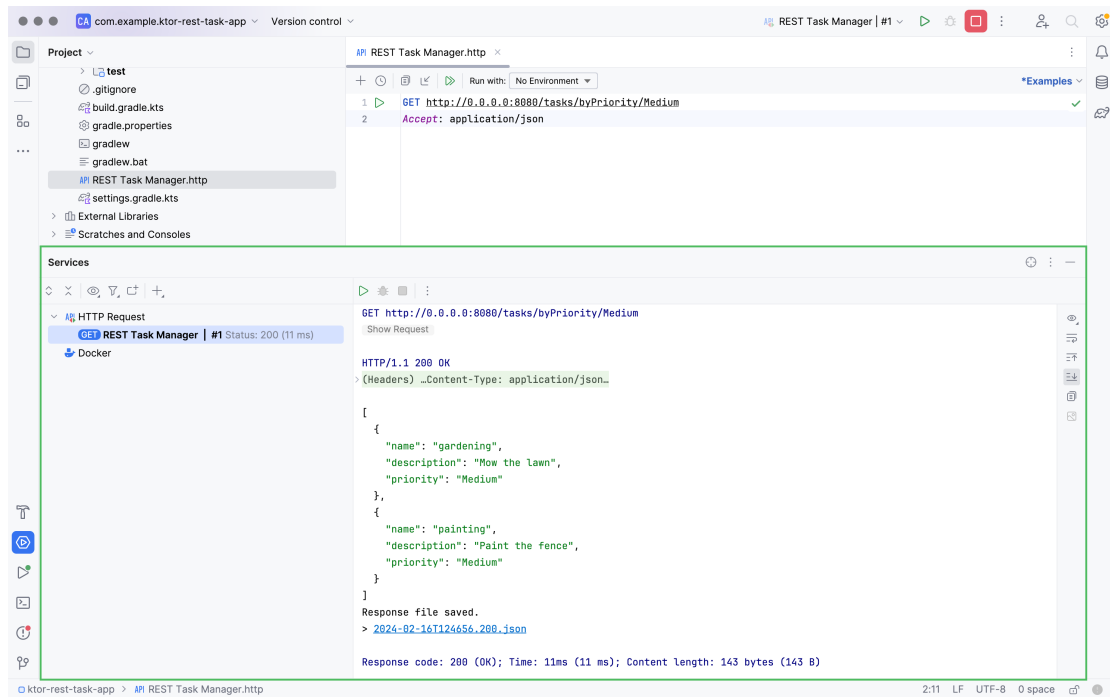 CA com.example.ktor-rest-task-app Version control REST Task Manager | #1
Project
test
.gitignore
build.gradle.kts
gradle.properties
gradlew
gradlew.bat
API REST Task Manager.http
settings.gradle.kts
External Libraries
Scratches and Consoles
API REST Task Manager.http
Run with: No Environment *Examples
1 GET http://0.0.0.0:8080/tasks/byPriority/Medium
2 Accept: application/json
Services
API HTTP Request
GET REST Task Manager | #1 Status: 200 (11 ms)
Docker
GET http://0.0.0.0:8080/tasks/byPriority/Medium
Show Request
HTTP/1.1 200 OK
(Headers) …Content-Type: application/json…
[
{
"name": "gardening",
"description": "Mow the lawn",
"priority": "Medium"
},
{
"name": "painting",
"description": "Paint the fence",
"priority": "Medium"
}
]
Response file saved.
> 2024-02-16T124656.200.json
Response code: 200 (OK); Time: 11ms (11 ms); Content length: 143 bytes (143 B)
ktor-rest-task-app > API REST Task Manager.http 2:11 LF UTF-8 0 space